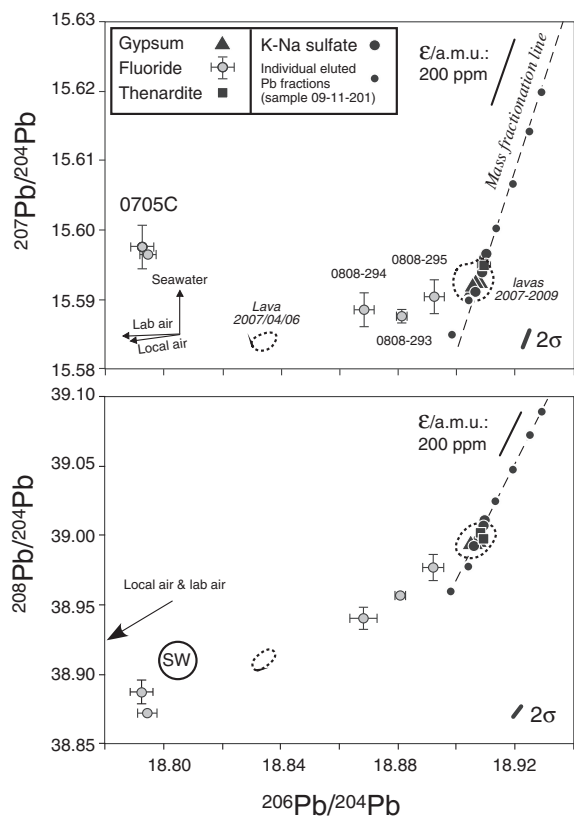 15.63
15.62
15.61
15.60
15.59
15.58
207Pb/204Pb
Gypsum
Fluoride
Thenardite
K-Na sulfate
Individual eluted
Pb fractions
(sample 09-11-201)
ε/a.m.u.:
200 ppm
Mass fractionation line
0705C
Seawater
Lab air
Local air
Lava
2007/04/06
0808-294
0808-295
0808-293
lavas
2007-2009
2σ
39.10
39.05
39.00
38.95
38.90
38.85
208Pb/204Pb
ε/a.m.u.:
200 ppm
Local air & lab air
SW
2σ
18.80
18.84
18.88
18.92
206Pb/204Pb